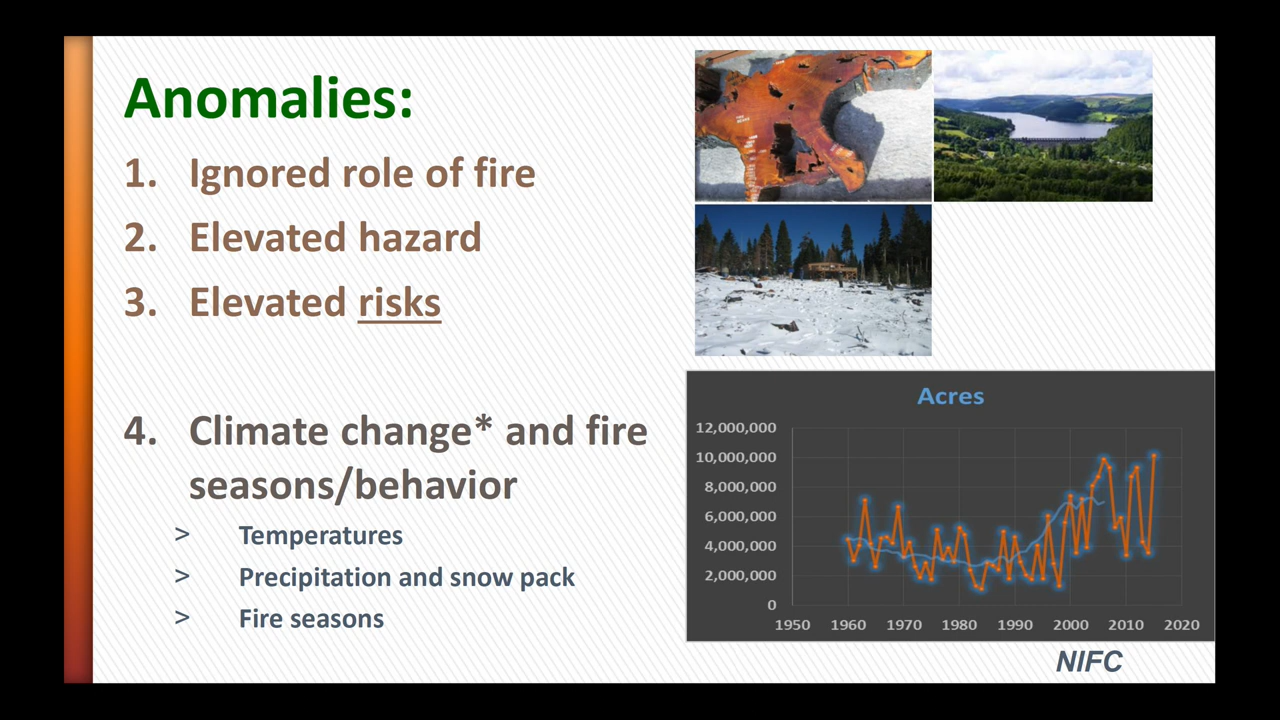 Anomalies:
1. Ignored role of fire
2. Elevated hazard
3. Elevated risks
4. Climate change* and fire
seasons/behavior
> Temperatures
> Precipitation and snow pack
> Fire seasons
Acres
12,000,000
10,000,000
8,000,000
6,000,000
4,000,000
2,000,000
0
1950 1960 1970 1980 1990 2000 2010 2020
NIFC